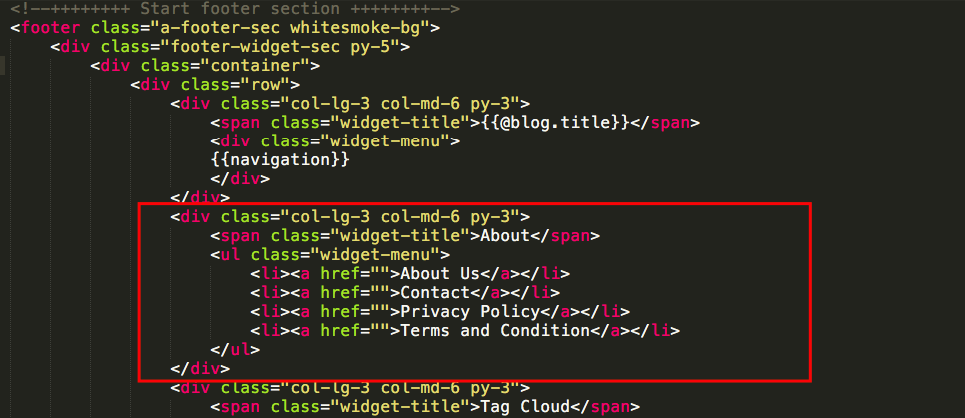 <!--++++++++ Start footer section ++++++++-->
<footer class="a-footer-sec whitesmoke-bg">
<div class="footer-widget-sec py-5">
<div class="container">
<div class="row">
<div class="col-lg-3 col-md-6 py-3">
<span class="widget-title">{{@blog.title}}</span>
<div class="widget-menu">
{{navigation}}
</div>
</div>
<div class="col-lg-3 col-md-6 py-3">
<span class="widget-title">About</span>
<ul class="widget-menu">
<li><a href="">About Us</a></li>
<li><a href="">Contact</a></li>
<li><a href="">Privacy Policy</a></li>
<li><a href="">Terms and Condition</a></li>
</ul>
</div>
<div class="col-lg-3 col-md-6 py-3">
<span class="widget-title">Tag Cloud</span>